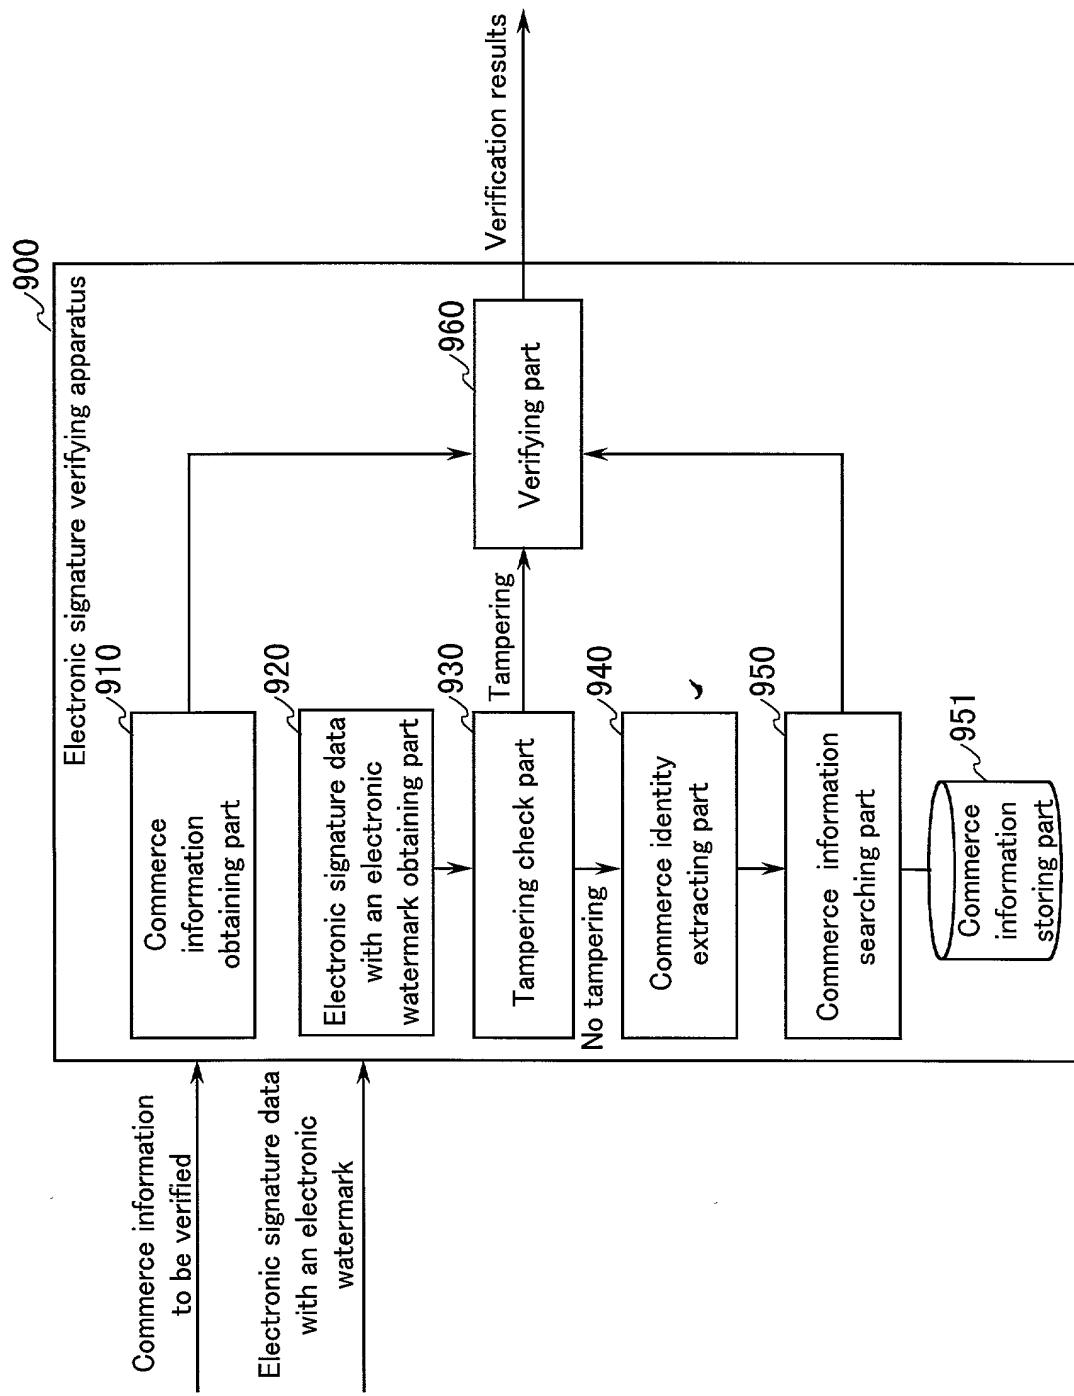 900
Electronic signature verifying apparatus
Commerce information
to be verified
910
Commerce
information
obtaining part
Electronic signature data
with an electronic
watermark
920
Electronic signature data
with an electronic
watermark obtaining part
930
Tampering check part
Tampering
960
Verifying part
Verification results
No tampering
940
Commerce identity
extracting part
950
Commerce information
searching part
951
Commerce
information
storing part